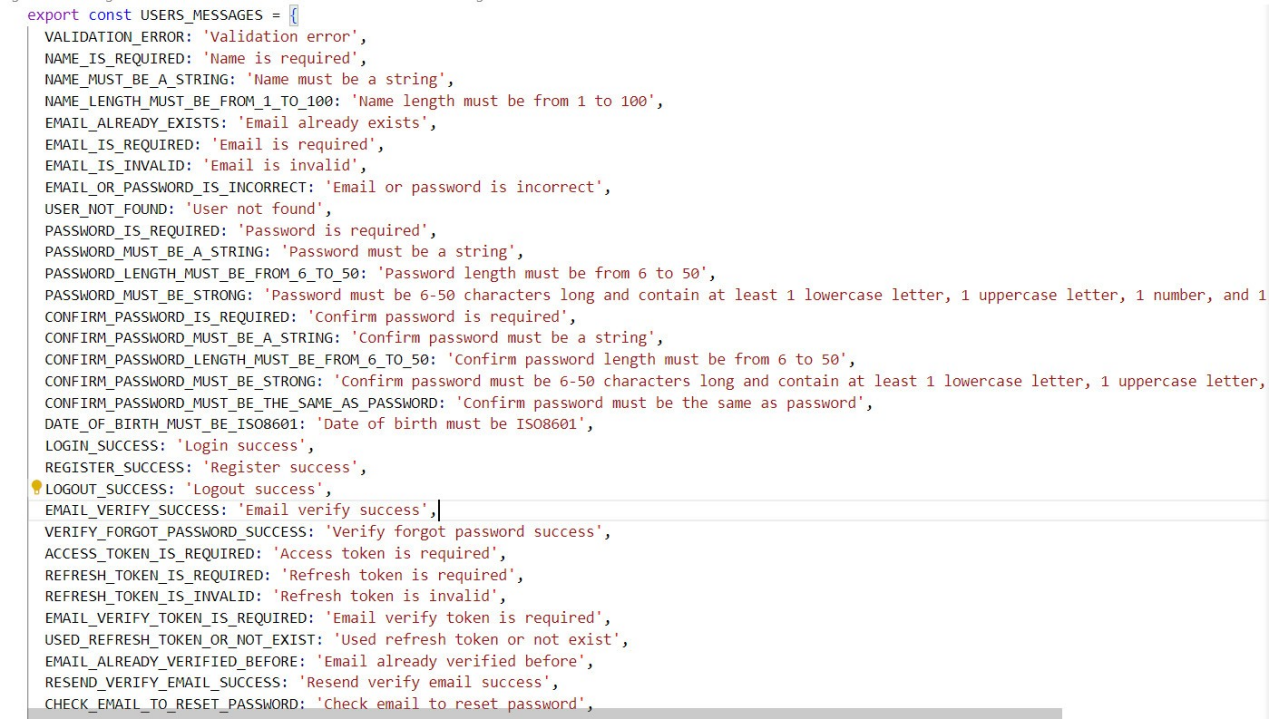 export const USERS_MESSAGES = {
VALIDATION_ERROR: 'Validation error',
NAME_IS_REQUIRED: 'Name is required',
NAME_MUST_BE_A_STRING: 'Name must be a string',
NAME_LENGTH_MUST_BE_FROM_1_TO_100: 'Name length must be from 1 to 100',
EMAIL_ALREADY_EXISTS: 'Email already exists',
EMAIL_IS_REQUIRED: 'Email is required',
EMAIL_IS_INVALID: 'Email is invalid',
EMAIL_OR_PASSWORD_IS_INCORRECT: 'Email or password is incorrect',
USER_NOT_FOUND: 'User not found',
PASSWORD_IS_REQUIRED: 'Password is required',
PASSWORD_MUST_BE_A_STRING: 'Password must be a string',
PASSWORD_LENGTH_MUST_BE_FROM_6_TO_50: 'Password length must be from 6 to 50',
PASSWORD_MUST_BE_STRONG: 'Password must be 6-50 characters long and contain at least 1 lowercase letter, 1 uppercase letter, 1 number, and 1
CONFIRM_PASSWORD_IS_REQUIRED: 'Confirm password is required',
CONFIRM_PASSWORD_MUST_BE_A_STRING: 'Confirm password must be a string',
CONFIRM_PASSWORD_LENGTH_MUST_BE_FROM_6_TO_50: 'Confirm password length must be from 6 to 50',
CONFIRM_PASSWORD_MUST_BE_STRONG: 'Confirm password must be 6-50 characters long and contain at least 1 lowercase letter, 1 uppercase letter,
CONFIRM_PASSWORD_MUST_BE_THE_SAME_AS_PASSWORD: 'Confirm password must be the same as password',
DATE_OF_BIRTH_MUST_BE_ISO8601: 'Date of birth must be ISO8601',
LOGIN_SUCCESS: 'Login success',
REGISTER_SUCCESS: 'Register success',
LOGOUT_SUCCESS: 'Logout success',
EMAIL_VERIFY_SUCCESS: 'Email verify success',
VERIFY_FORGOT_PASSWORD_SUCCESS: 'Verify forgot password success',
ACCESS_TOKEN_IS_REQUIRED: 'Access token is required',
REFRESH_TOKEN_IS_REQUIRED: 'Refresh token is required',
REFRESH_TOKEN_IS_INVALID: 'Refresh token is invalid',
EMAIL_VERIFY_TOKEN_IS_REQUIRED: 'Email verify token is required',
USED_REFRESH_TOKEN_OR_NOT_EXIST: 'Used refresh token or not exist',
EMAIL_ALREADY_VERIFIED_BEFORE: 'Email already verified before',
RESEND_VERIFY_EMAIL_SUCCESS: 'Resend verify email success',
CHECK_EMAIL_TO_RESET_PASSWORD: 'Check email to reset password',